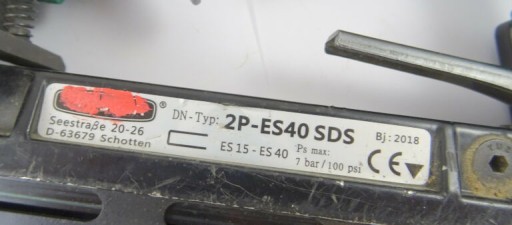 ®
Seestraße 20-26
D-63679 Schotten
DN-Typ: 2P-ES40 SDS
Bj: 2018
ES 15 - ES 40
Ps max:
7 bar / 100 psi
CE